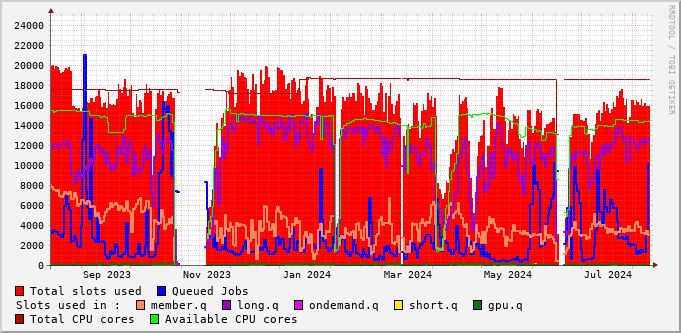 24000
22000
20000
18000
16000
14000
12000
10000
8000
6000
4000
2000
0
Sep 2023 Nov 2023 Jan 2024 Mar 2024 May 2024 Jul 2024
RRDTOOL / TOBI OETIKER
Total slots used Queued Jobs
Slots used in : member.q long.q ondemand.q short.q gpu.q
Total CPU cores Available CPU cores